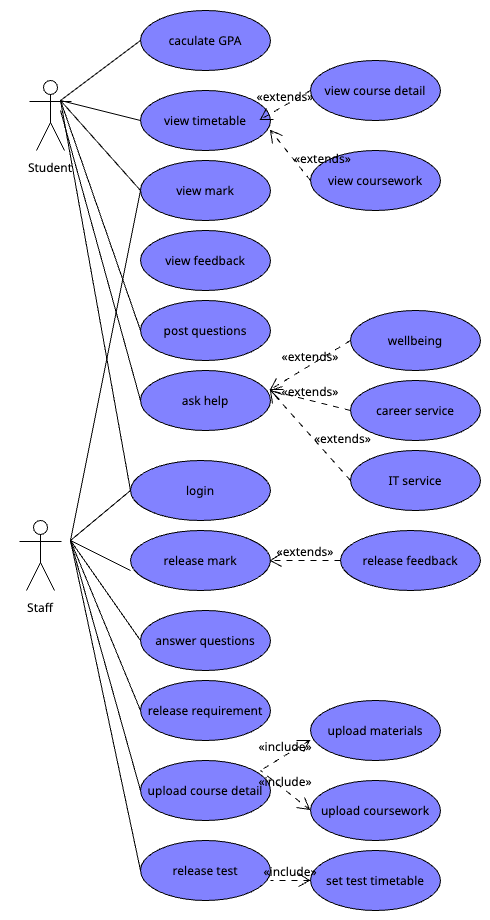 caculate GPA
«extends»
view course detail
Student
view timetable
«extends»
view coursework
view mark
view feedback
post questions
wellbeing
«extends»
ask help
«extends»
career service
«extends»
IT service
login
Staff
release mark
«extends»
release feedback
answer questions
release requirement
upload materials
«include»
upload course detail
«include»
upload coursework
release test
«include»
set test timetable